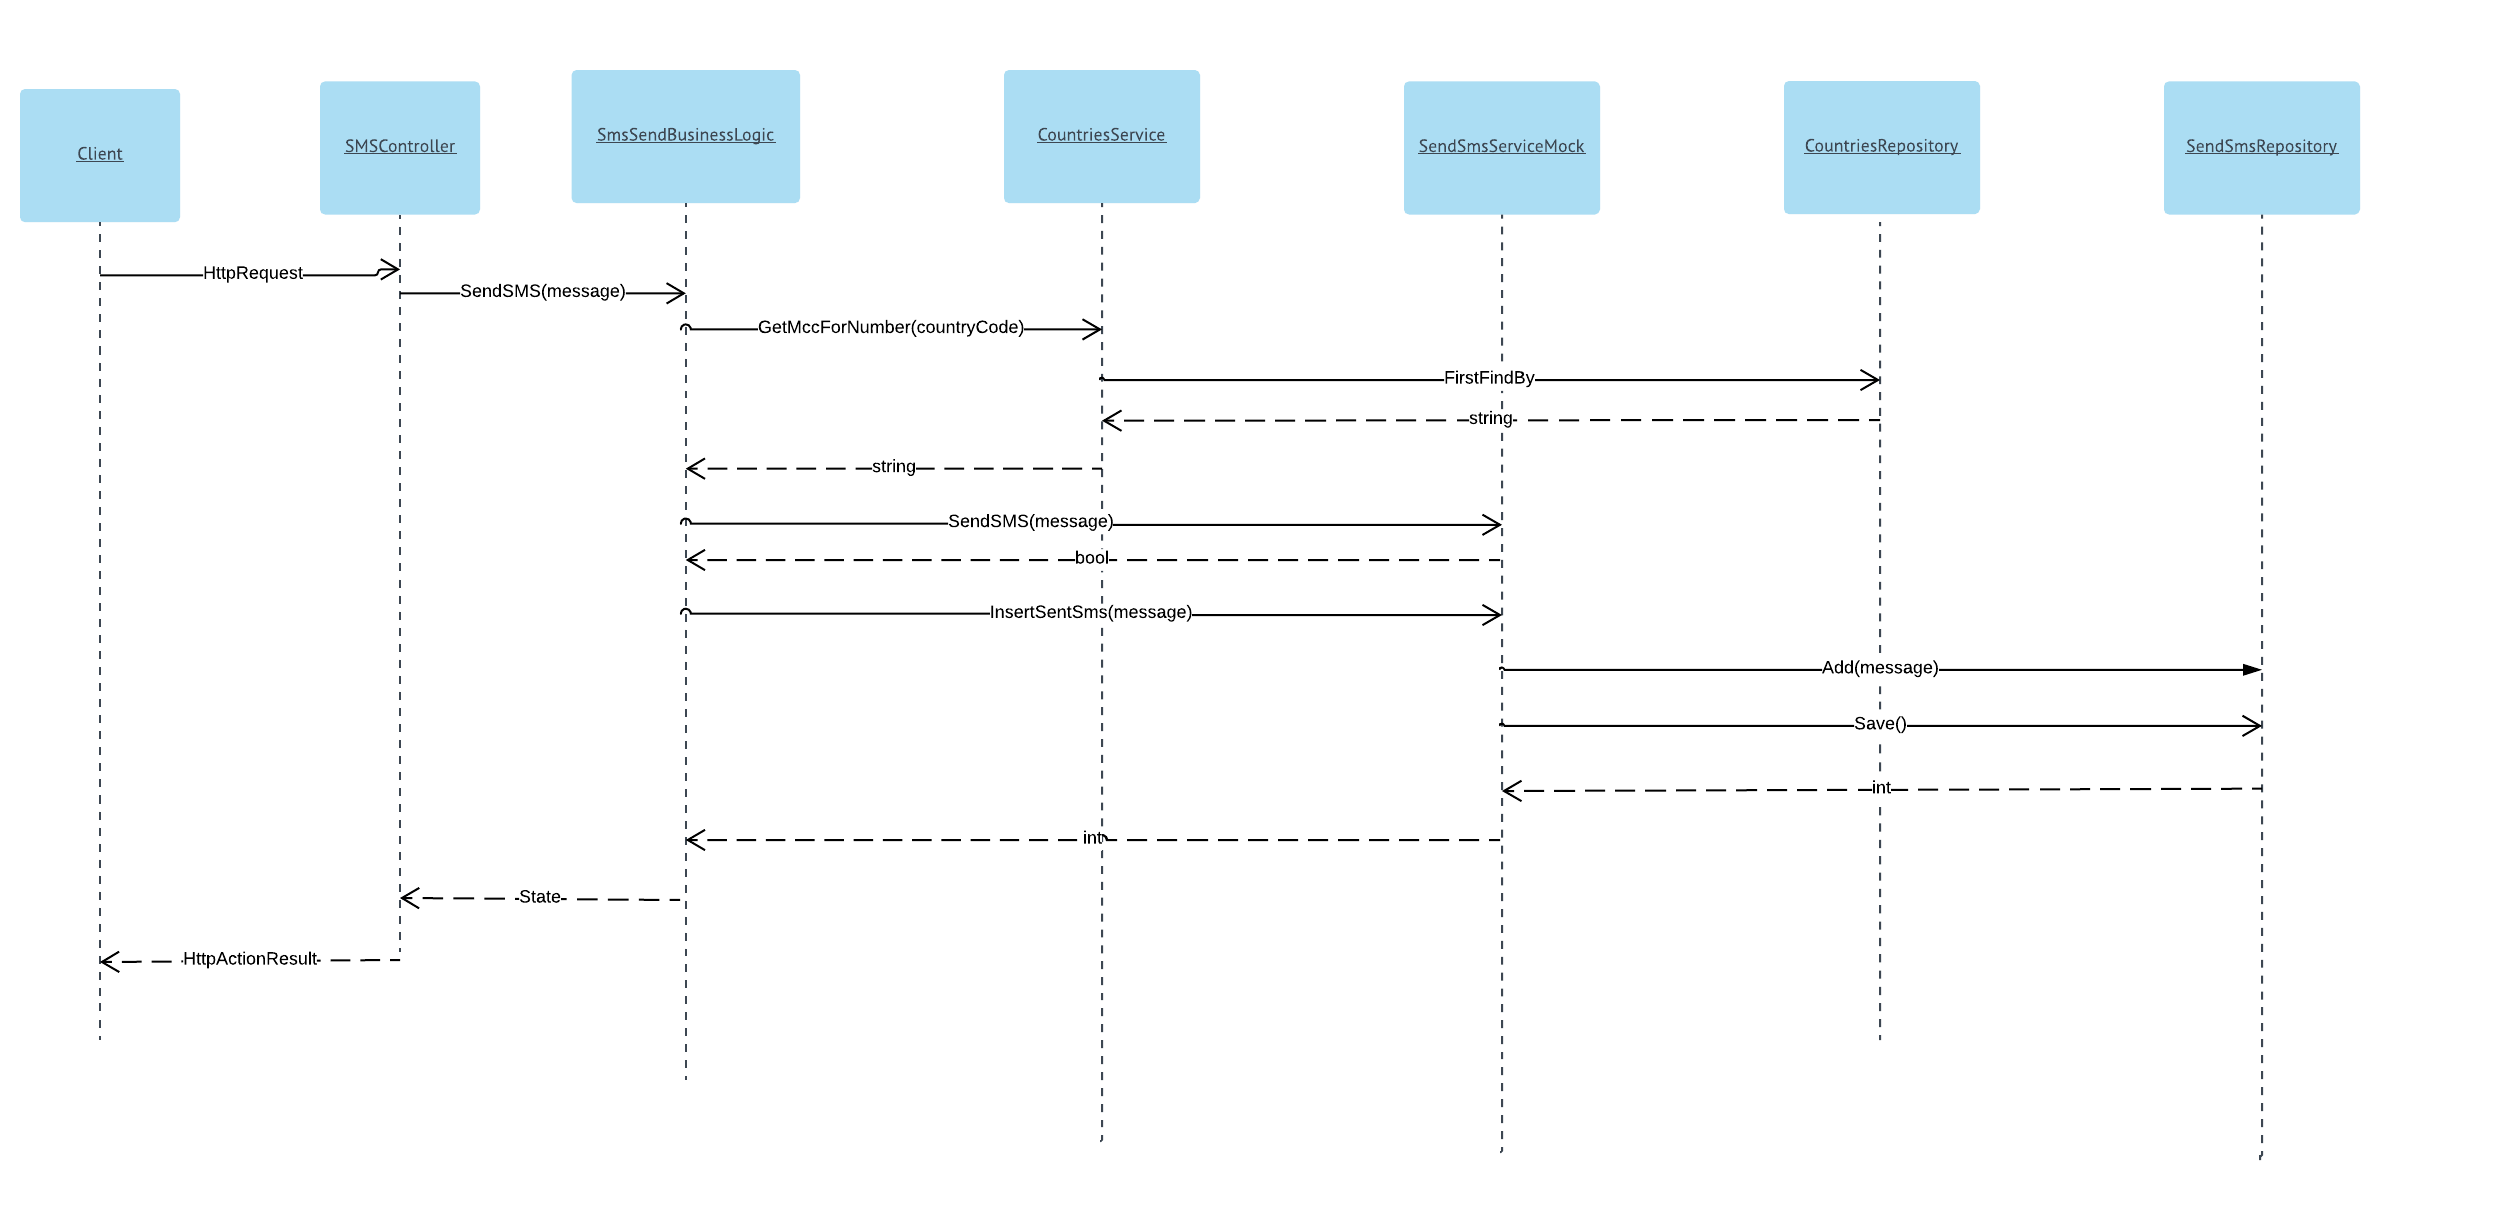 Client
SMSController
SmsSendBusinessLogic
CountriesService
SendSmsServiceMock
CountriesRepository
SendSmsRepository
HttpRequest
SendSMS(message)
GetMccForNumber(countryCode)
FirstFindBy
string
string
SendSMS(message)
bool
InsertSentSms(message)
Add(message)
Save()
int
int
State
HttpActionResult